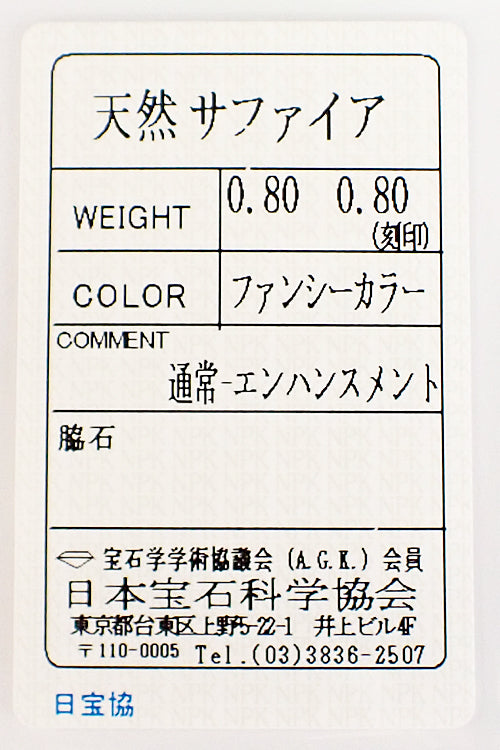 天然 サファイア
WEIGHT 0.80 0.80
(刻印)
COLOR ファンシーカラー
COMMENT
通常-エンハンスメント
脇石
宝石学学術協議会 (A.G.K.) 会員
日本宝石科学協会
東京都台東区上野5-22-1 井上ビル4F
〒110-0005 Tel.(03)3836-2507
日宝協